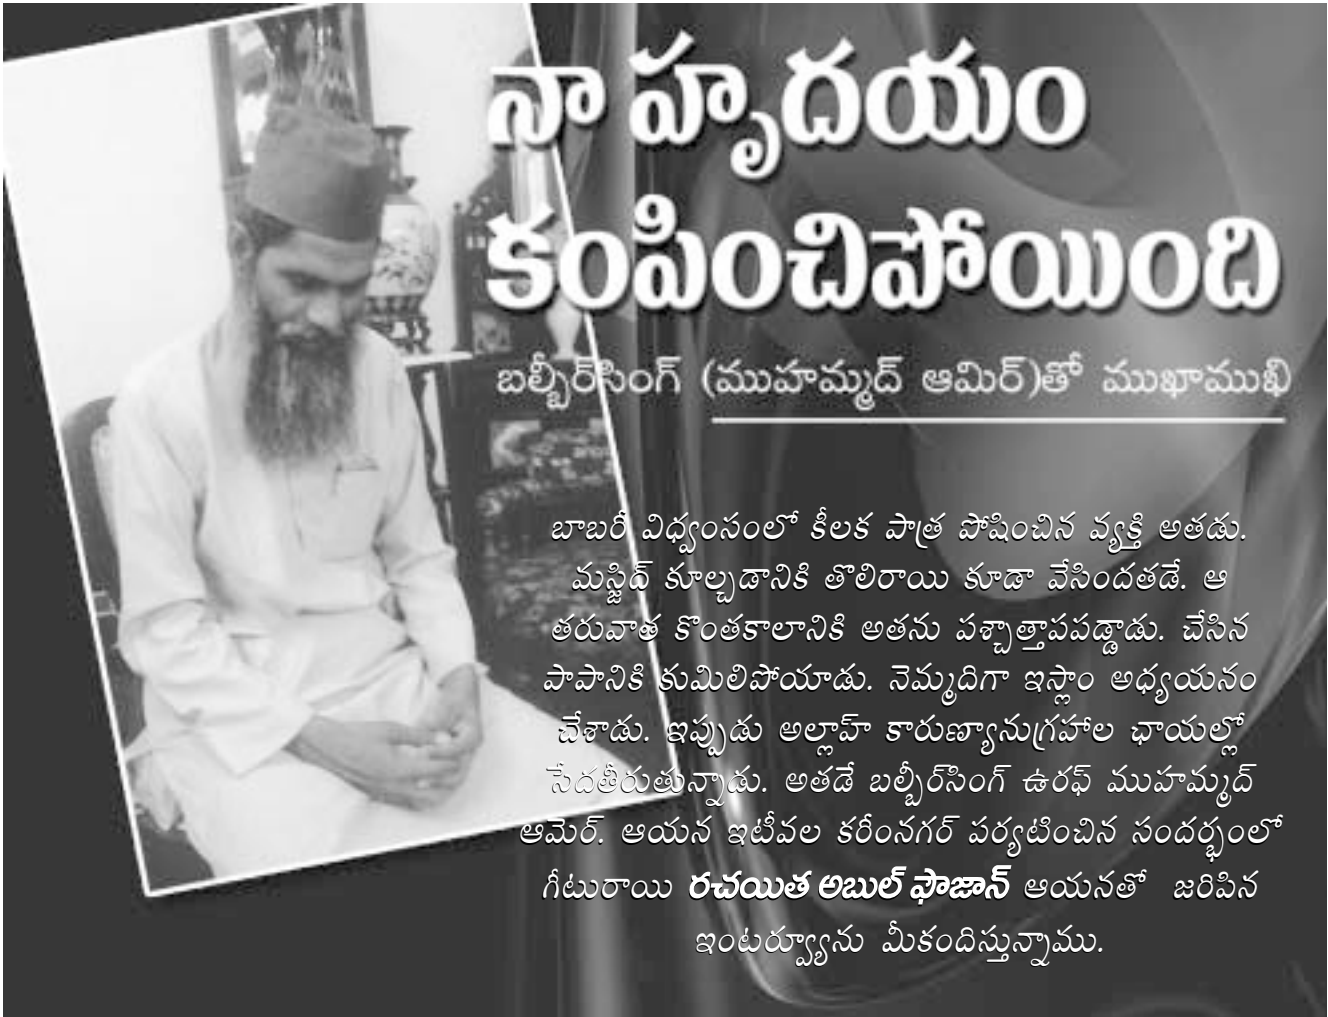 నా హృదయం
కంపించిపోయింది
బల్బీర్‌సింగ్ (ముహమ్మద్ ఆమిర్)తో ముఖాముఖి
బాబరీ విధ్వంసంలో కీలక పాత్ర పోషించిన వ్యక్తి అతడు.
మస్జిద్ కూల్చడానికి తొలిరాయి కూడా వేసిందతడే. ఆ
తరువాత కొంతకాలానికి అతను పశ్చాత్తాపపడ్డాడు. చేసిన
పాపానికి కుమిలిపోయాడు. నెమ్మదిగా ఇస్లాం అధ్యయనం
చేశాడు. ఇప్పుడు అల్లాహ్ కారుణ్యానుగ్రహాల ఛాయల్లో
సేదతీరుతున్నాడు. అతడే బల్బీర్‌సింగ్ ఉరఫ్ ముహమ్మద్
ఆమెర్. ఆయన ఇటీవల కరీంనగర్ పర్యటించిన సందర్భంలో
గీటురాయి రచయిత అబుల్ ఫౌజాన్ ఆయనతో జరిపిన
ఇంటర్వ్యూను మీకందిస్తున్నాము.